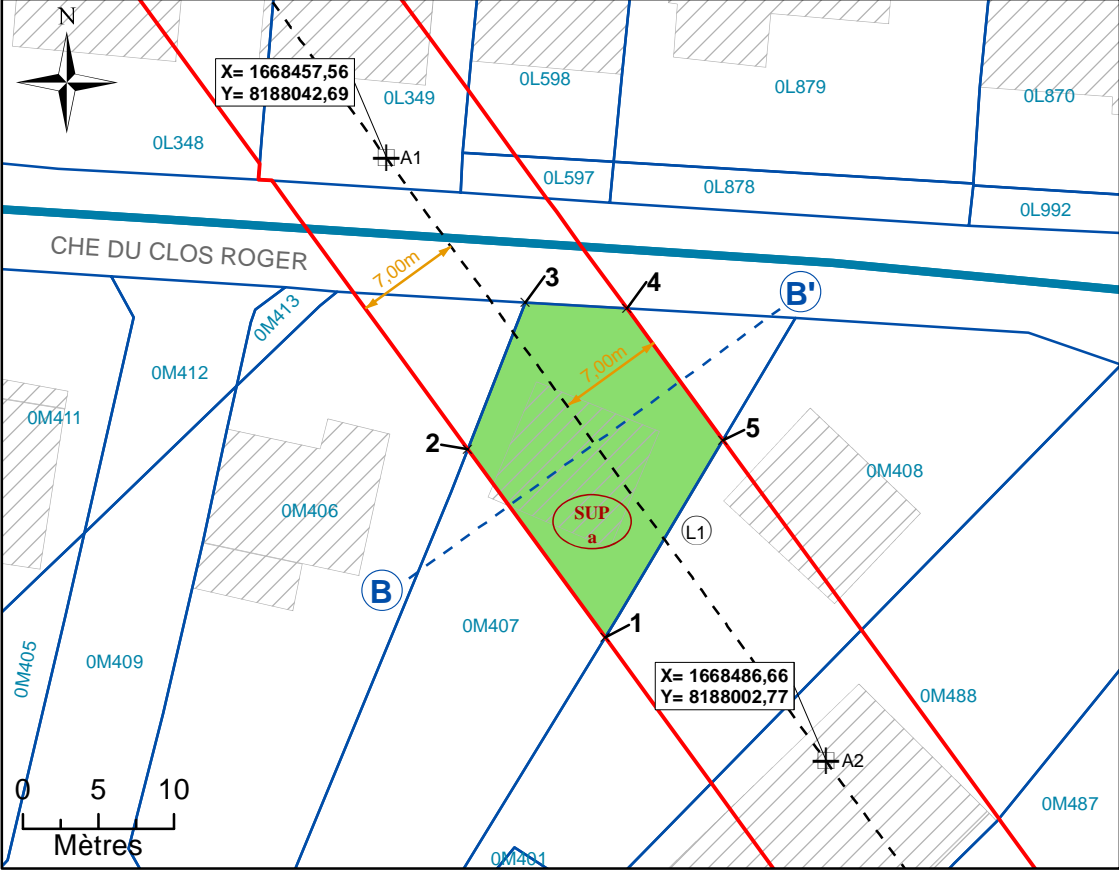 N
X= 1668457,56
Y= 8188042,69
0L349
0L598
0L879
0L870
0L348
A1
0L597
0L878
0L992
CHE DU CLOS ROGER
7,00m
3
4
B'
0M413
0M412
7,00m
0M411
2
5
0M408
0M406
SUP
a
L1
B
0M407
1
0M405
0M409
X= 1668486,66
Y= 8188002,77
0M488
A2
0 5 10
Mètres
0M487
0M401